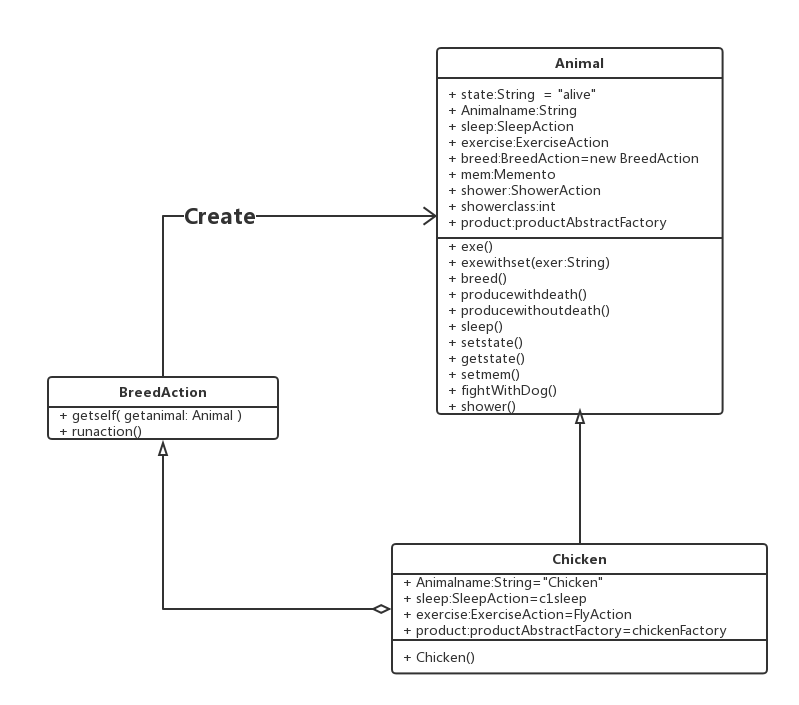 Animal
+ state:String = "alive"
+ Animalname:String
+ sleep:SleepAction
+ exercise:ExerciseAction
+ breed:BreedAction=new BreedAction
+ mem:Memento
+ shower:ShowerAction
+ showerclass:int
+ product:productAbstractFactory
+ exe()
+ exewithset(exer:String)
+ breed()
+ producewithdeath()
+ producewithoutdeath()
+ sleep()
+ setstate()
+ getstate()
+ setmem()
+ fightWithDog()
+ shower()
Create
BreedAction
+ getself( getanimal: Animal )
+ runaction()
Chicken
+ Animalname:String="Chicken"
+ sleep:SleepAction=c1sleep
+ exercise:ExerciseAction=FlyAction
+ product:productAbstractFactory=chickenFactory
+ Chicken()